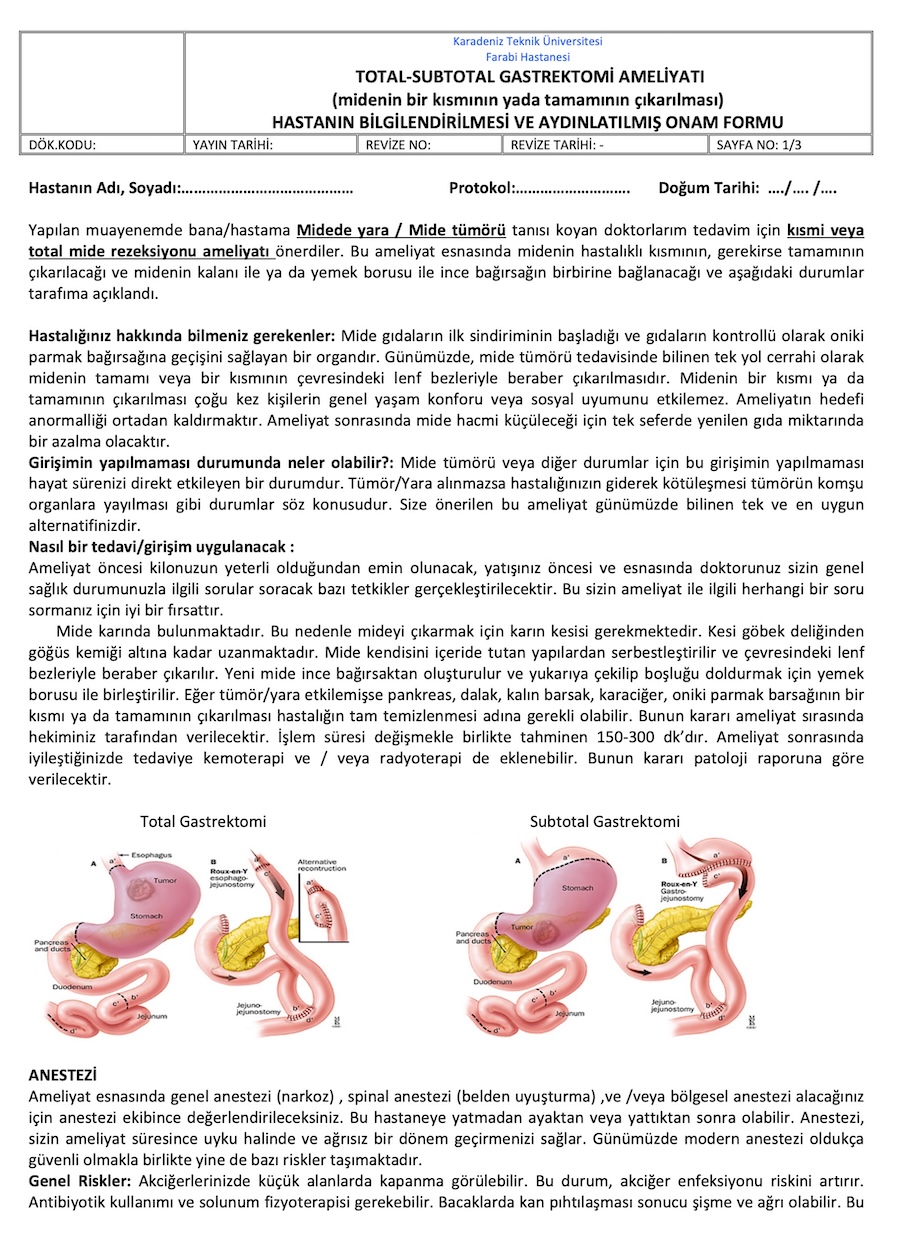 Karadeniz Teknik Üniversitesi
Farabi Hastanesi
TOTAL-SUBTOTAL GASTREKTOMİ AMELİYATI
(midenin bir kısmının yada tamamının çıkarılması)
HASTANIN BİLGİLENDİRİLMESİ VE AYDINLATILMIŞ ONAM FORMU
DÖK.KODU: YAYIN TARİHİ: REVİZE NO: REVİZE TARİHİ: - SAYFA NO: 1/3
Hastanın Adı, Soyadı:………………………………… Protokol:………………………. Doğum Tarihi: …./…. /….
Yapılan muayenemde bana/hastama Midede yara / Mide tümörü tanısı koyan doktorlarım tedavim için kısmi veya
total mide rezeksiyonu ameliyatı önerdiler. Bu ameliyat esnasında midenin hastalıklı kısmının, gerekirse tamamının
çıkarılacağı ve midenin kalanı ile ya da yemek borusu ile ince bağırsağın birbirine bağlanacağı ve aşağıdaki durumlar
tarafıma açıklandı.
Hastalığınız hakkında bilmeniz gerekenler: Mide gıdaların ilk sindiriminin başladığı ve gıdaların kontrollü olarak oniki
parmak bağırsağına geçişini sağlayan bir organdır. Günümüzde, mide tümörü tedavisinde bilinen tek yol cerrahi olarak
midenin tamamı veya bir kısmının çevresindeki lenf bezleriyle beraber çıkarılmasıdır. Midenin bir kısmı ya da
tamamının çıkarılması çoğu kez kişilerin genel yaşam konforu veya sosyal uyumunu etkilemez. Ameliyatın hedefi
anormalliği ortadan kaldırmaktır. Ameliyat sonrasında mide hacmi küçüleceği için tek seferde yenilen gıda miktarında
bir azalma olacaktır.
Girişimin yapılmaması durumunda neler olabilir?: Mide tümörü veya diğer durumlar için bu girişimin yapılmaması
hayat sürenizi direkt etkileyen bir durumdur. Tümör/Yara alınmazsa hastalığınızın giderek kötüleşmesi tümörün komşu
organlara yayılması gibi durumlar söz konusudur. Size önerilen bu ameliyat günümüzde bilinen tek ve en uygun
alternatifinizdir.
Nasıl bir tedavi/girişim uygulanacak :
Ameliyat öncesi kilonuzun yeterli olduğundan emin olunacak, yatışınız öncesi ve esnasında doktorunuz sizin genel
sağlık durumunuzla ilgili sorular soracak bazı tetkikler gerçekleştirilecektir. Bu sizin ameliyat ile ilgili herhangi bir soru
sormanız için iyi bir fırsattır.
Mide karında bulunmaktadır. Bu nedenle mideyi çıkarmak için karın kesisi gerekmektedir. Kesi göbek deliğinden
göğüs kemiği altına kadar uzanmaktadır. Mide kendisini içeride tutan yapılardan serbestleştirilir ve çevresindeki lenf
bezleriyle beraber çıkarılır. Yeni mide ince bağırsaktan oluşturulur ve yukarıya çekilip boşluğu doldurmak için yemek
borusu ile birleştirilir. Eğer tümör/yara etkilemişse pankreas, dalak, kalın barsak, karaciğer, oniki parmak barsağının bir
kısmı ya da tamamının çıkarılması hastalığın tam temizlenmesi adına gerekli olabilir. Bunun kararı ameliyat sırasında
hekiminiz tarafından verilecektir. İşlem süresi değişmekle birlikte tahminen 150-300 dk’dır. Ameliyat sonrasında
iyileştiğinizde tedaviye kemoterapi ve / veya radyoterapi de eklenebilir. Bunun kararı patoloji raporuna göre
verilecektir.
Total Gastrektomi Subtotal Gastrektomi
A a' Esophagus
Tumor
Stomach
Pancreas
and ducts
Duodenum
c' b'
Jejunum
d'
B a'
Roux-en-Y
esophago-
jejunostomy
Alternative
reconstruction
a'
c'
Jejuno-
jejunostomy
b'
d'
A a'
Stomach
Tumor
Pancreas
and ducts
Duodenum
c' b'
Jejunum
d'
B a'
c'
Roux-en-Y
Gastro-
jejunostomy
Jejuno-
jejunostomy
b'
d'
ANESTEZİ
Ameliyat esnasında genel anestezi (narkoz) , spinal anestezi (belden uyuşturma) ,ve /veya bölgesel anestezi alacağınız
için anestezi ekibince değerlendirileceksiniz. Bu hastaneye yatmadan ayaktan veya yattıktan sonra olabilir. Anestezi,
sizin ameliyat süresince uyku halinde ve ağrısız bir dönem geçirmenizi sağlar. Günümüzde modern anestezi oldukça
güvenli olmakla birlikte yine de bazı riskler taşımaktadır.
Genel Riskler: Akciğerlerinizde küçük alanlarda kapanma görülebilir. Bu durum, akciğer enfeksiyonu riskini artırır.
Antibiyotik kullanımı ve solunum fizyoterapisi gerekebilir. Bacaklarda kan pıhtılaşması sonucu şişme ve ağrı olabilir. Bu